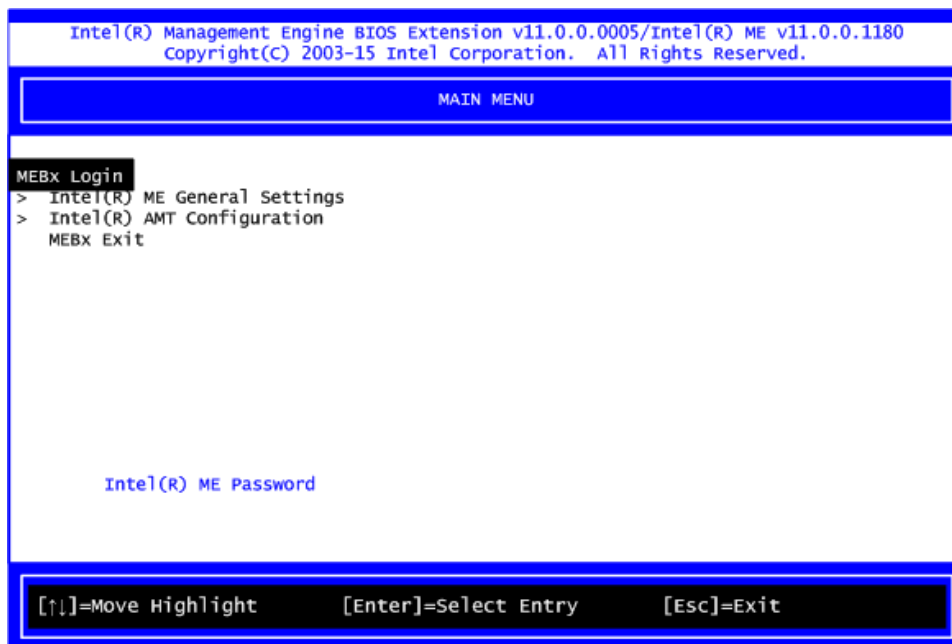 Intel(R) Management Engine BIOS Extension v11.0.0.0005/Intel(R) ME v11.0.0.1180
Copyright(C) 2003-15 Intel Corporation. All Rights Reserved.
MAIN MENU
MEBx Login
> Intel(R) ME General Settings
> Intel(R) AMT Configuration
MEBx Exit
Intel(R) ME Password
[↑↓]=Move Highlight [Enter]=Select Entry [Esc]=Exit